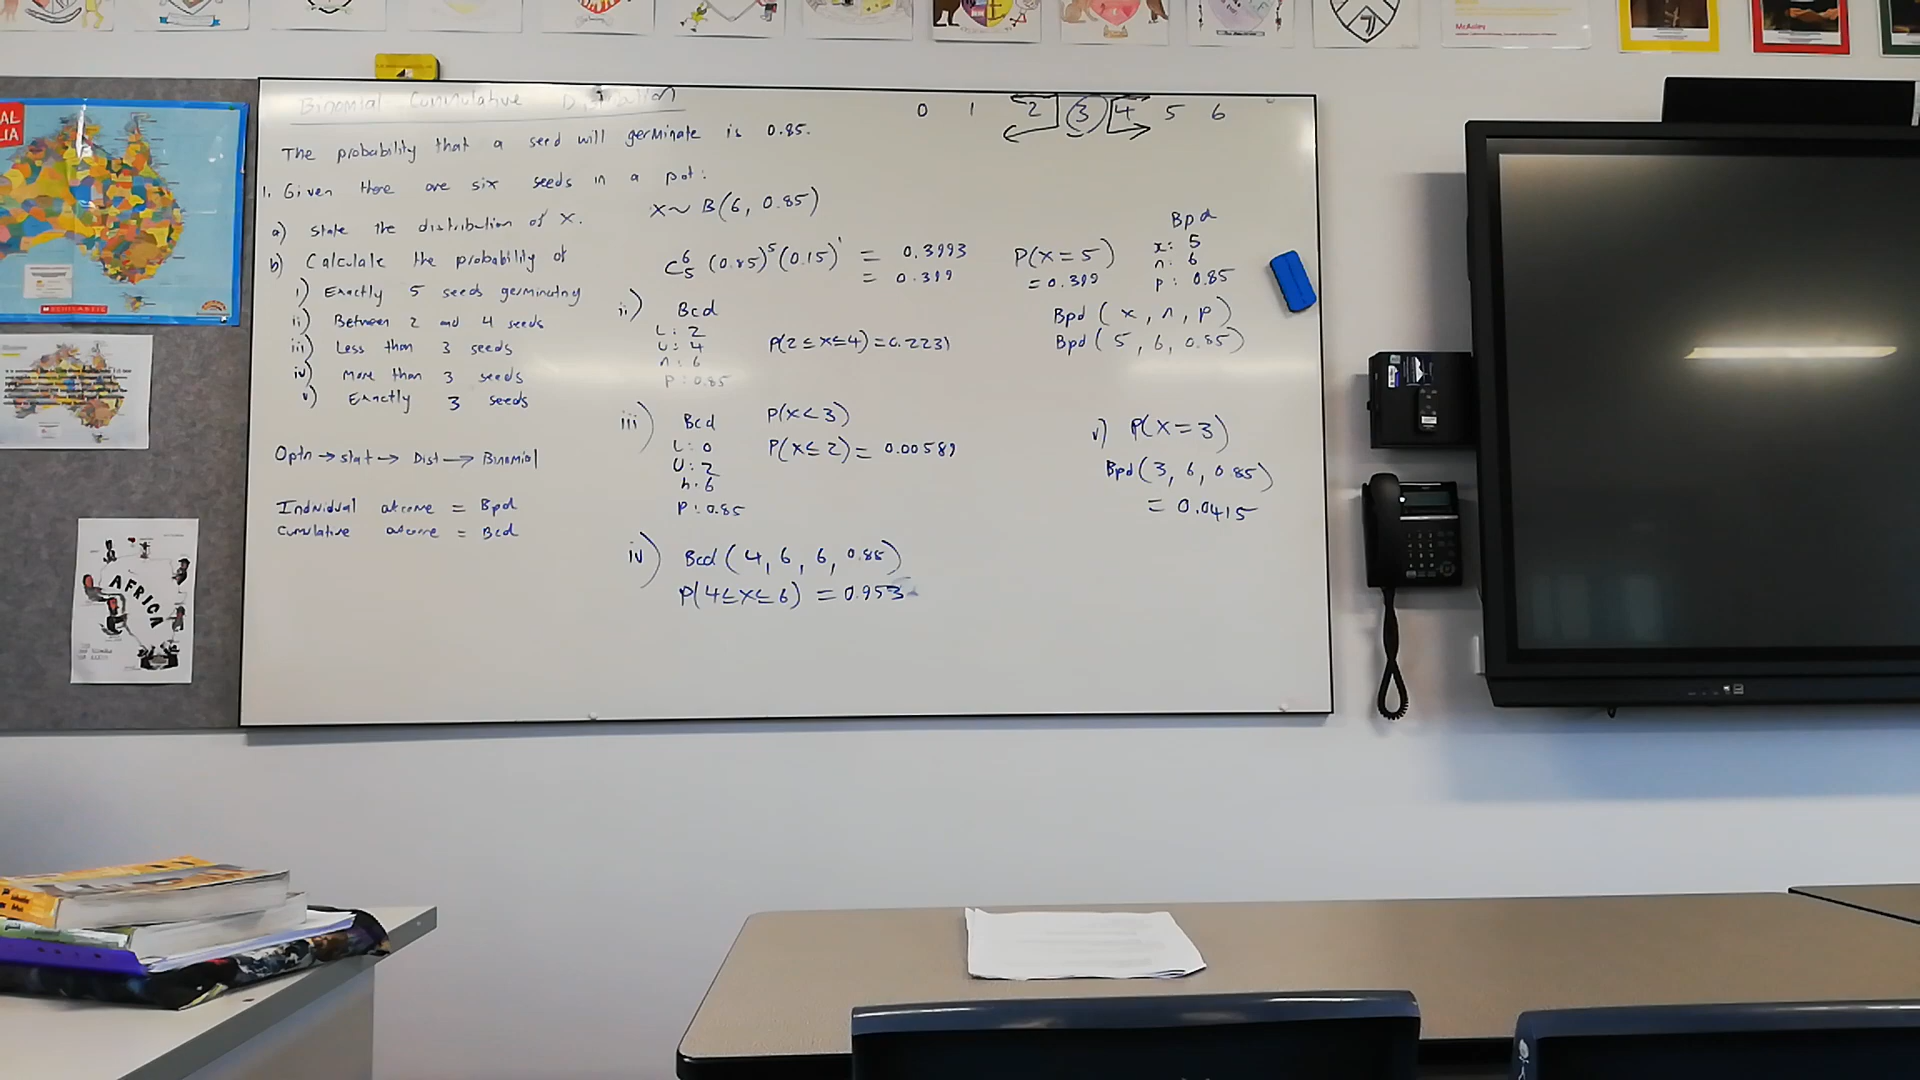 Binomial Cummulative
The probability that a seed will germinate is 0.85.
1. Given there are six seeds in a pot:
a) State the distribution of X.
X~ B(6, 0.85)
b) Calculate the probability of
i) Exactly 5 seeds germinating
ii) Between 2 and 4 seeds
iii) Less than 3 seeds
iv) More than 3 seeds
v) Exactly 3 seeds
Optn → Stat → Dist → Binomial
Individual outcome = Bpd
Cumulative outcome = Bcd
C⁶₅ (0.85)⁵(0.15)¹ = 0.3993
= 0.399
ii) Bcd
L: 2
U: 4
n: 6
P: 0.85
P(2≤x≤4)=0.2231
iii) Bcd
L: 0
U: 2
n: 6
P: 0.85
P(X<3)
P(X≤2)= 0.00589
iv) Bcd (4, 6, 6, 0.85)
P(4≤X≤6) = 0.953
0 1 2 3 4 5 6
P(X=5)
=0.399
Bpd
x: 5
n: 6
p: 0.85
Bpd (x, n, p)
Bpd (5, 6, 0.85)
v) P(X=3)
Bpd (3, 6, 0.85)
= 0.0415
AL
IA
SCHOLASTIC
AFRICA
McAuley